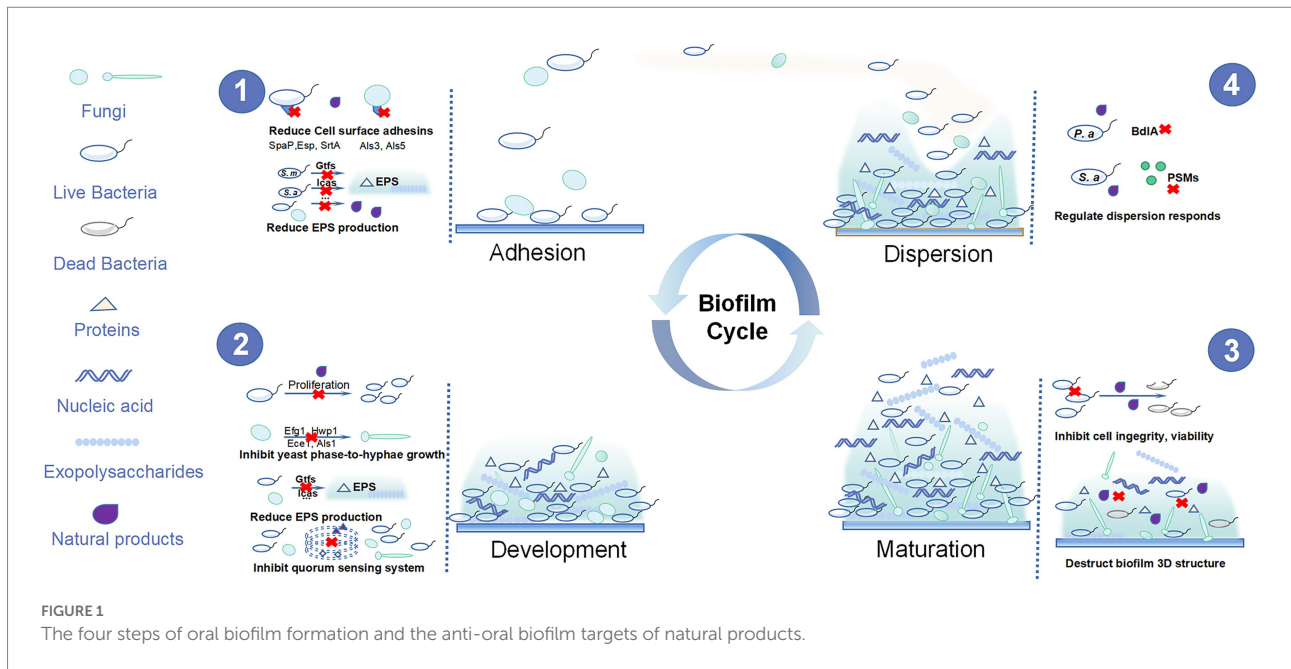 Fungi
Live Bacteria
Dead Bacteria
Proteins
Nucleic acid
Exopolysaccharides
Natural products
1
Reduce Cell surface adhesins
SpaP,Esp, SrtA Als3, Als5
S.m Gtfs
S.a Icas EPS
...
Reduce EPS production
Adhesion
2
Proliferation
Efg1, Hwp1
Ece1, Als1
Inhibit yeast phase-to-hyphae growth
Gtfs
Icas EPS
...
Reduce EPS production
Inhibit quorum sensing system
Development
Biofilm
Cycle
Dispersion
4
P. a BdlA
S. a PSMs
Regulate dispersion responds
Maturation
3
Inhibit cell ingegrity, viability
Destruct biofilm 3D structure
FIGURE 1
The four steps of oral biofilm formation and the anti-oral biofilm targets of natural products.